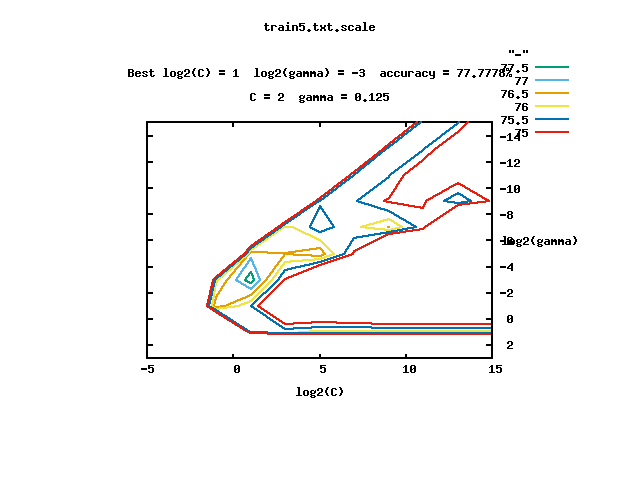 train5.txt.scale
"-"
Best log2(C) = 1 log2(gamma) = -3 accuracy = 77.7778%
77.5
77
C = 2 gamma = 0.125
76.5
76
75.5
75
-14
-12
-10
-8
-6
log2(gamma)
-4
-2
0
2
-5 0 5 10 15
log2(C)